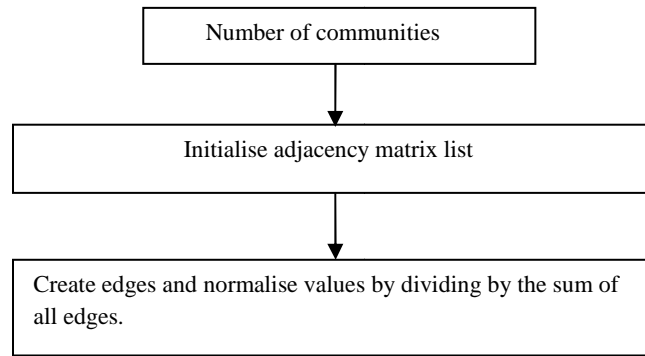 Number of communities
Initialise adjacency matrix list
Create edges and normalise values by dividing by the sum of
all edges.